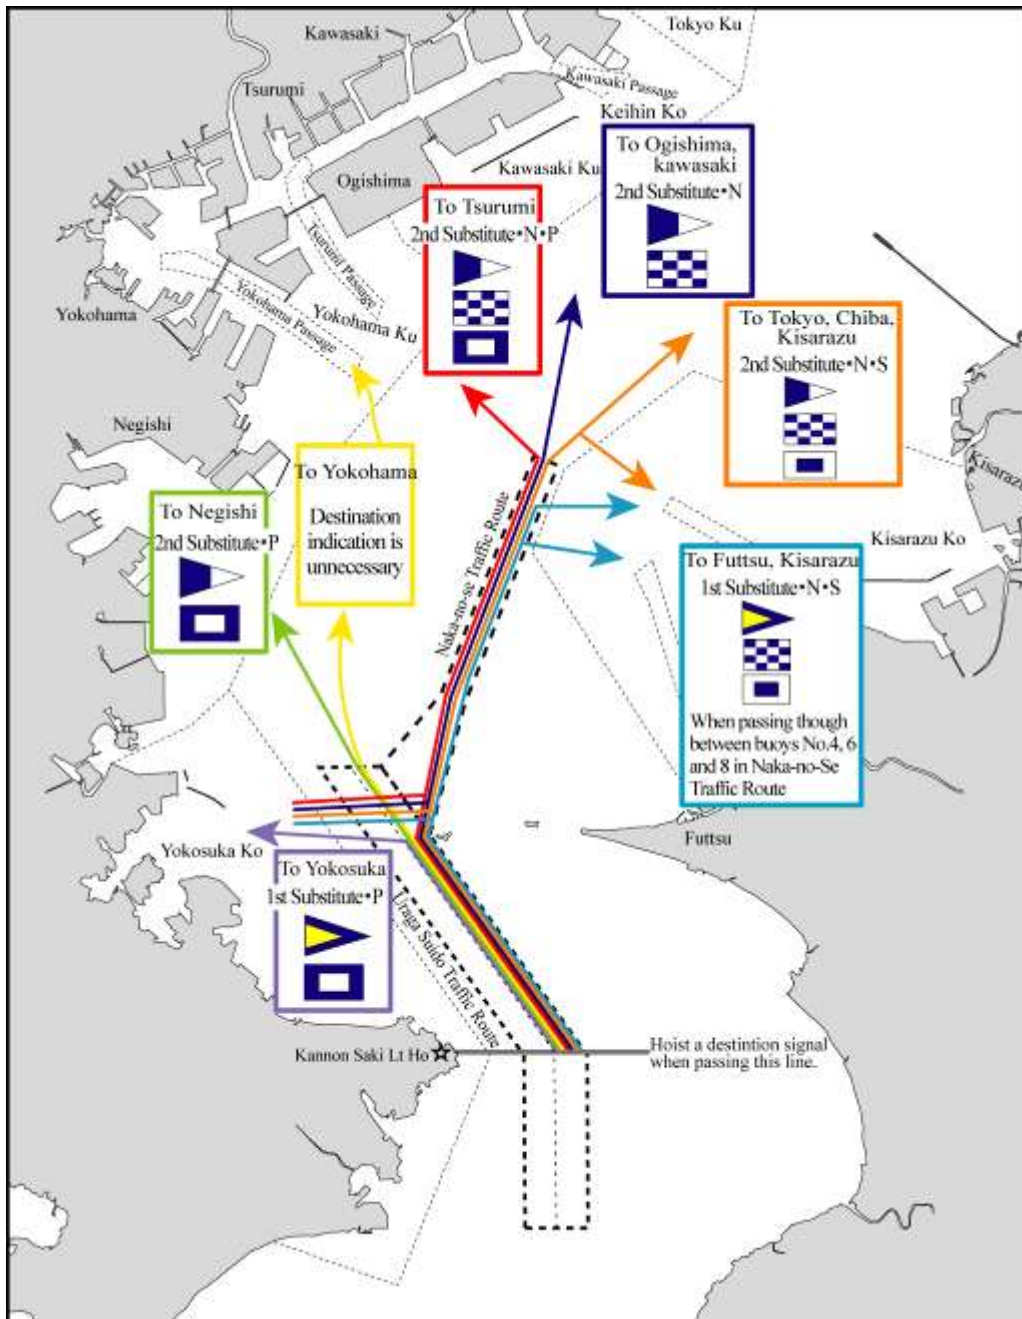 Tokyo Ku
Kawasaki
Kawasaki Passage
Tsurumi
Keihin Ko
To Ogishima,
kawasaki
2nd Substitute•N
Kawasaki Ku
Ogishima
To Tsurumi
2nd Substitute•N•P
Tsurumi Passage
Yokohama Passage
Yokohama Ku
Yokohama
To Tokyo, Chiba,
Kisarazu
2nd Substitute•N•S
Negishi
To Yokohama
Destination
indication is
unnecessary
Kisarazu
To Negishi
2nd Substitute•P
Naka-no-se Traffic Route
Kisarazu Ko
To Futtsu, Kisarazu
1st Substitute•N•S
When passing though
between buoys No.4, 6
and 8 in Naka-no-Se
Traffic Route
Futtsu
Yokosuka Ko
To Yokosuka
1st Substitute•P
Uraga Suido Traffic Route
Kannon Saki Lt Ho
Hoist a destintion signal
when passing this line.